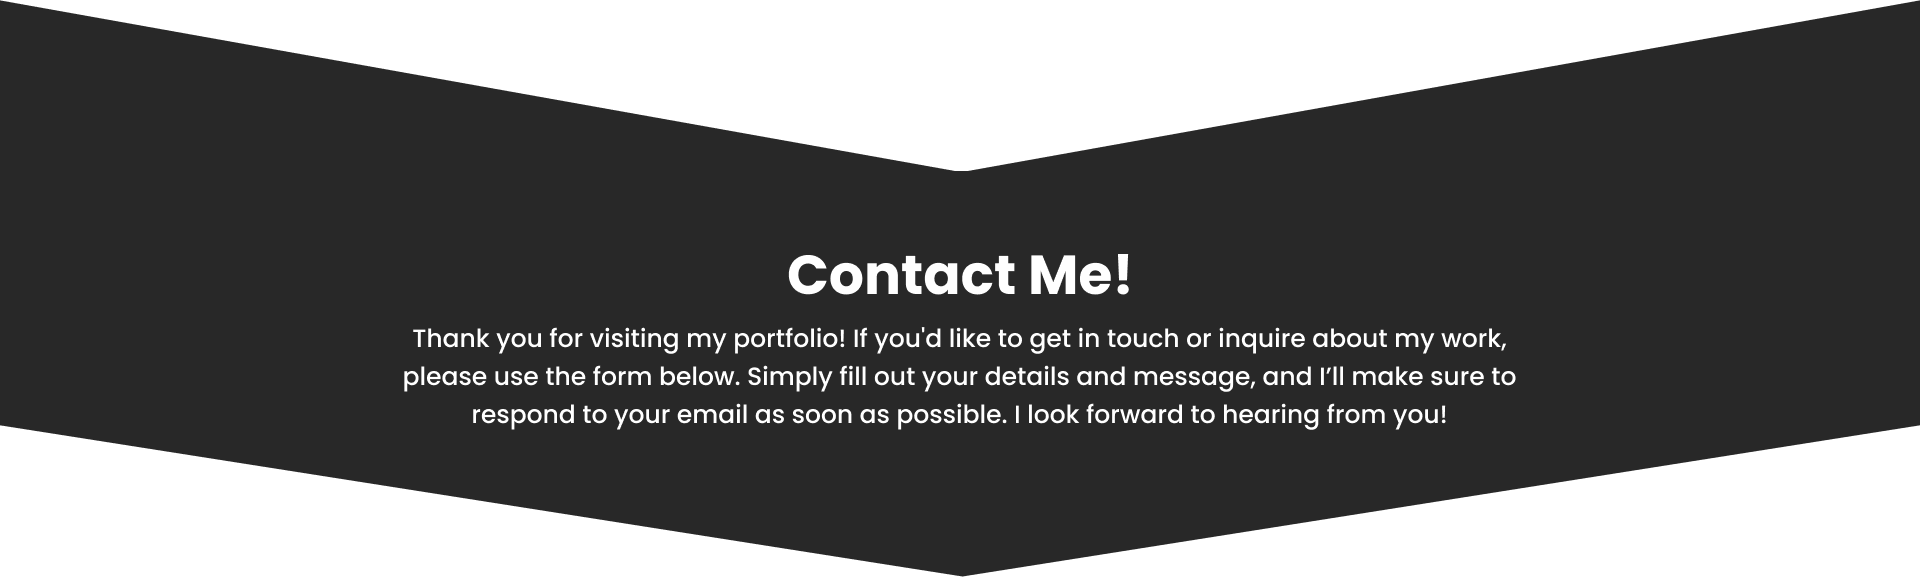 Contact Me!
Thank you for visiting my portfolio! If you'd like to get in touch or inquire about my work,
please use the form below. Simply fill out your details and message, and I’ll make sure to
respond to your email as soon as possible. I look forward to hearing from you!